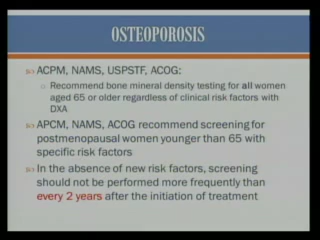 OSTEOPOROSIS
ACPM, NAMS, USPSTF, ACOG:
Recommend bone mineral density testing for all women
aged 65 or older regardless of clinical risk factors with
DXA
APCM, NAMS, ACOG recommend screening for
postmenopausal women younger than 65 with
specific risk factors
In the absence of new risk factors, screening
should not be performed more frequently than
every 2 years after the initiation of treatment